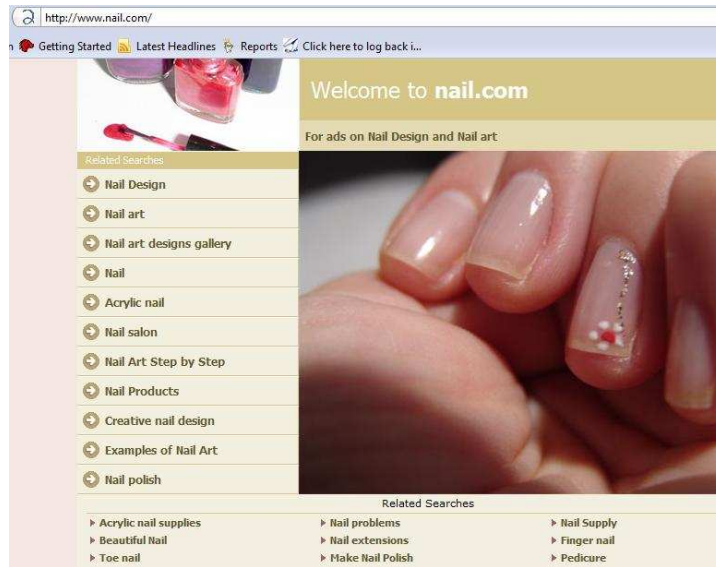 http://www.nail.com/
n Getting Started Latest Headlines Reports Click here to log back i...
Welcome to nail.com
For ads on Nail Design and Nail art
Related Searches
Nail Design
Nail art
Nail art designs gallery
Nail
Acrylic nail
Nail salon
Nail Art Step by Step
Nail Products
Creative nail design
Examples of Nail Art
Nail polish
Related Searches
Acrylic nail supplies Nail problems Nail Supply
Beautiful Nail Nail extensions Finger nail
Toe nail Make Nail Polish Pedicure